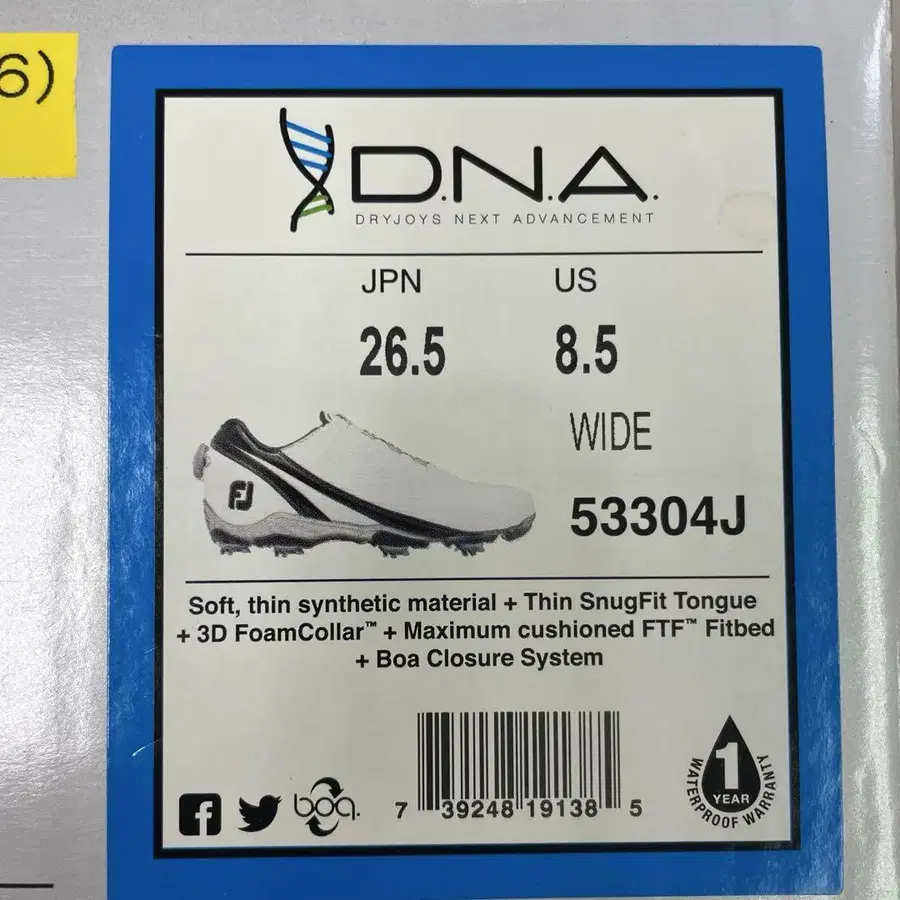 6)
D.N.A.
DRYJOYS NEXT ADVANCEMENT
JPN US
26.5 8.5
WIDE
FJ
53304J
Soft, thin synthetic material + Thin SnugFit Tongue
+ 3D FoamCollar™ + Maximum cushioned FTF™ Fitbed
+ Boa Closure System
f
boa.
7 39248 19138 5
1
YEAR
WATERPROOF WARRANTY